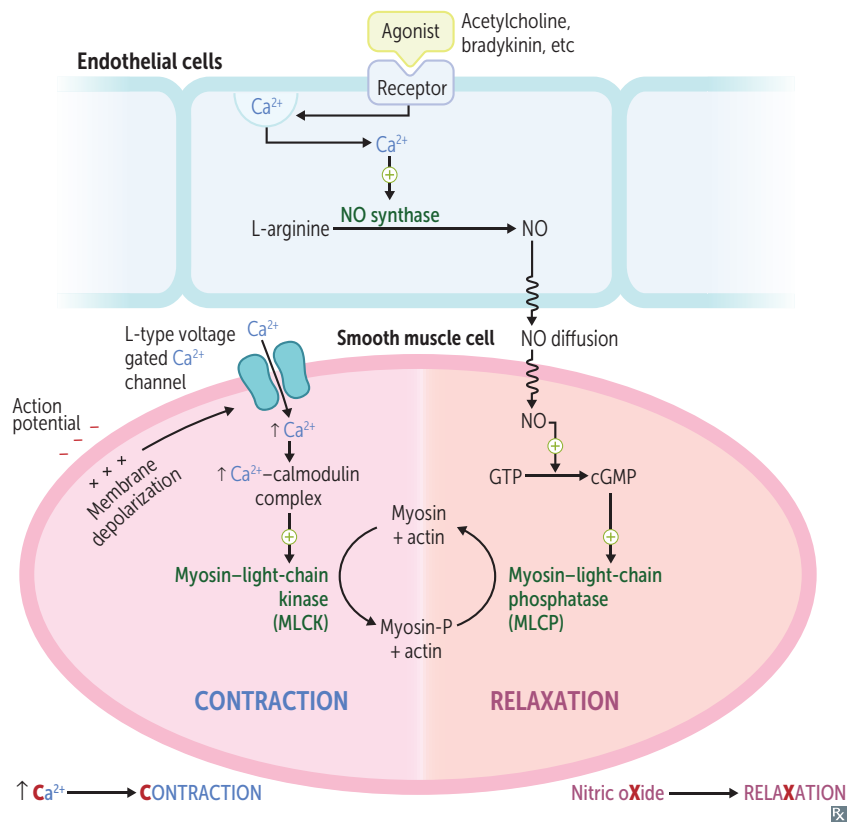 Agonist
Acetylcholine,
bradykinin, etc
Endothelial cells
Receptor
Ca²⁺
Ca²⁺
+
NO synthase
L-arginine
NO
L-type voltage
gated Ca²⁺
channel
Ca²⁺
Smooth muscle cell
NO diffusion
Action
potential
– – –
+ + +
Membrane
depolarization
↑ Ca²⁺
↑ Ca²⁺–calmodulin
complex
+
NO
+
GTP
cGMP
+
Myosin
+ actin
Myosin–light-chain
kinase
(MLCK)
Myosin–light-chain
phosphatase
(MLCP)
Myosin-P
+ actin
CONTRACTION
RELAXATION
↑ Ca²⁺ → CONTRACTION
Nitric oXide → RELAXATION
Rx